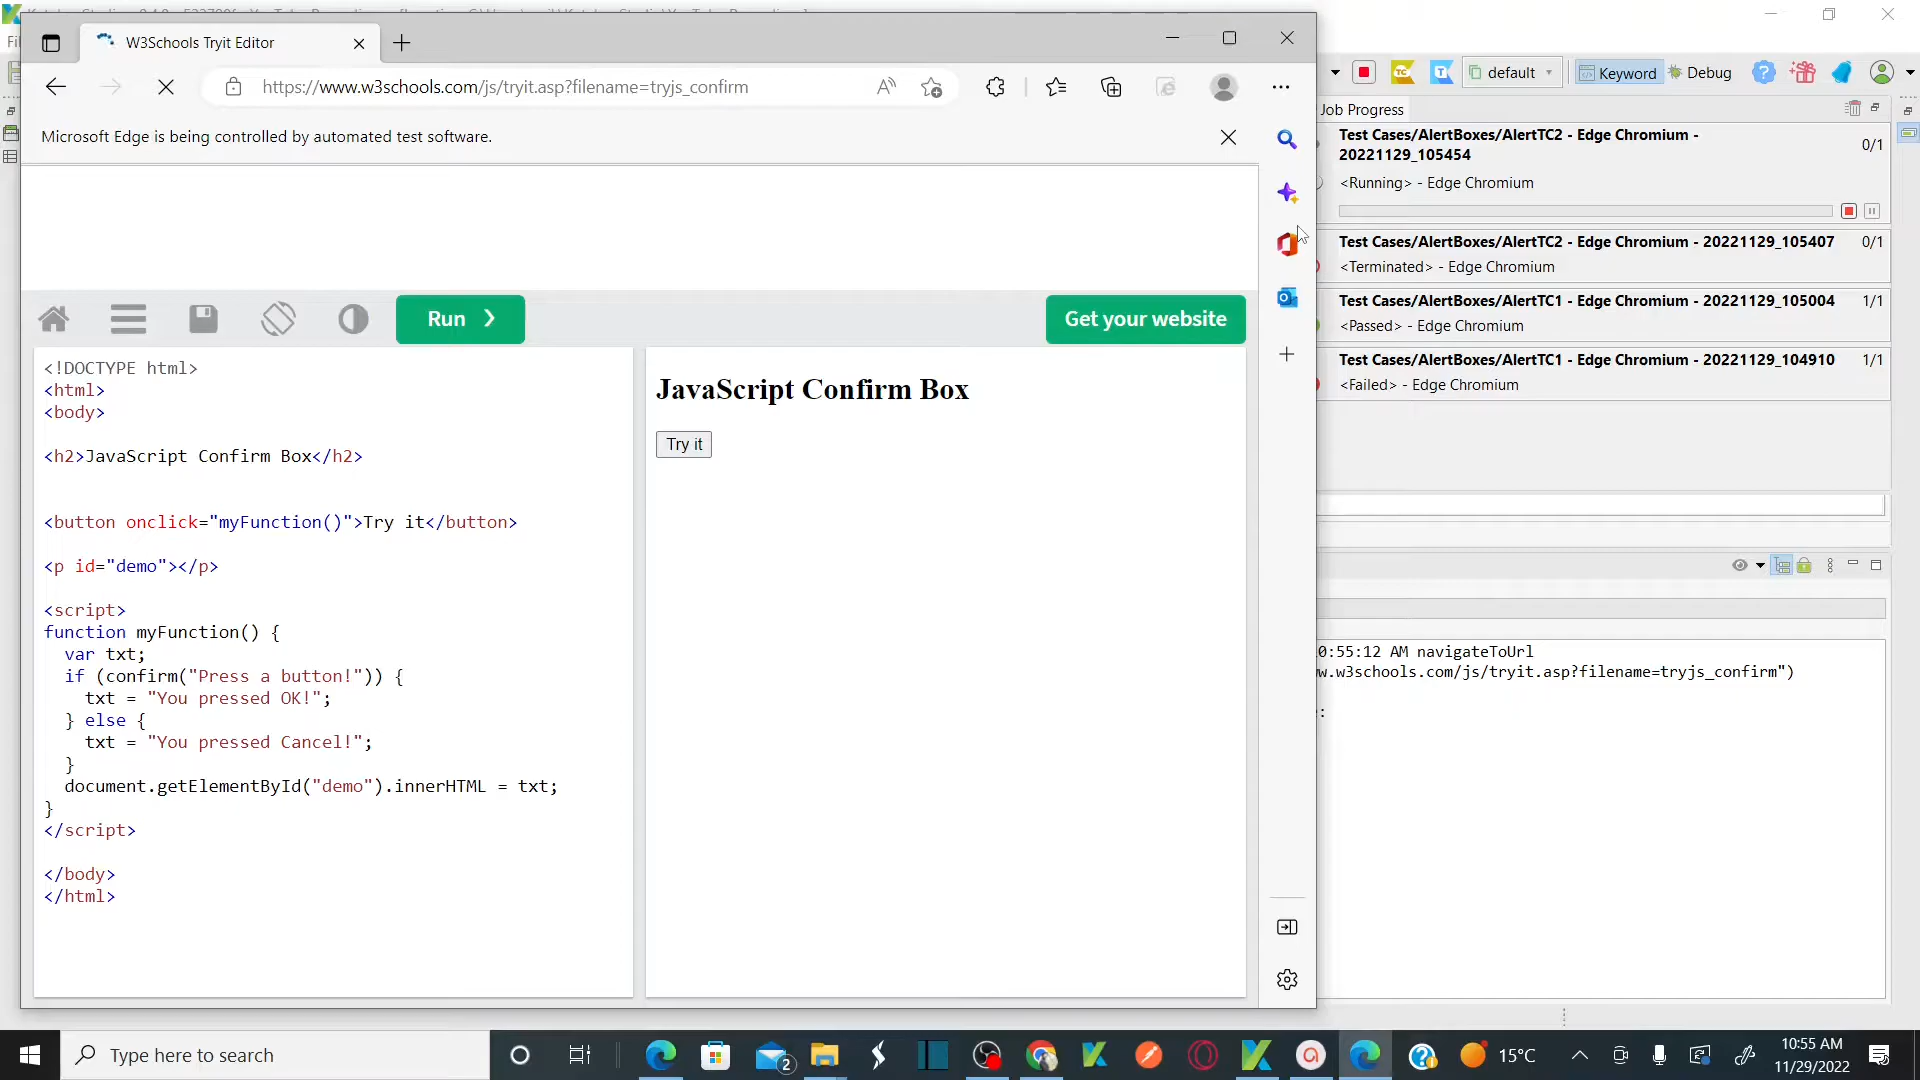 W3Schools Tryit Editor
https://www.w3schools.com/js/tryit.asp?filename=tryjs_confirm
Microsoft Edge is being controlled by automated test software.
Run
Get your website
<!DOCTYPE html>
<html>
<body>
<h2>JavaScript Confirm Box</h2>
<button onclick="myFunction()">Try it</button>
<p id="demo"></p>
<script>
function myFunction() {
var txt;
if (confirm("Press a button!")) {
txt = "You pressed OK!";
} else {
txt = "You pressed Cancel!";
}
document.getElementById("demo").innerHTML = txt;
}
</script>
</body>
</html>
JavaScript Confirm Box
Try it
default
Keyword
Debug
Job Progress
Test Cases/AlertBoxes/AlertTC2 - Edge Chromium -
20221129_105454
0/1
<Running> - Edge Chromium
Test Cases/AlertBoxes/AlertTC2 - Edge Chromium - 20221129_105407
0/1
<Terminated> - Edge Chromium
Test Cases/AlertBoxes/AlertTC1 - Edge Chromium - 20221129_105004
1/1
<Passed> - Edge Chromium
Test Cases/AlertBoxes/AlertTC1 - Edge Chromium - 20221129_104910
1/1
<Failed> - Edge Chromium
0:55:12 AM navigateToUrl
w.w3schools.com/js/tryit.asp?filename=tryjs_confirm")
Type here to search
2
15°C
10:55 AM
11/29/2022